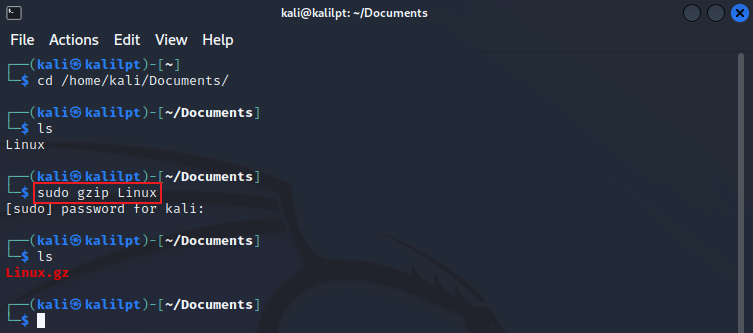 kali@kalilpt: ~/Documents
File Actions Edit View Help
┌──(kali㉿kalilpt)-[~]
└─$ cd /home/kali/Documents/
┌──(kali㉿kalilpt)-[~/Documents]
└─$ ls
Linux
┌──(kali㉿kalilpt)-[~/Documents]
└─$ sudo gzip Linux
[sudo] password for kali:
┌──(kali㉿kalilpt)-[~/Documents]
└─$ ls
Linux.gz
┌──(kali㉿kalilpt)-[~/Documents]
└─$